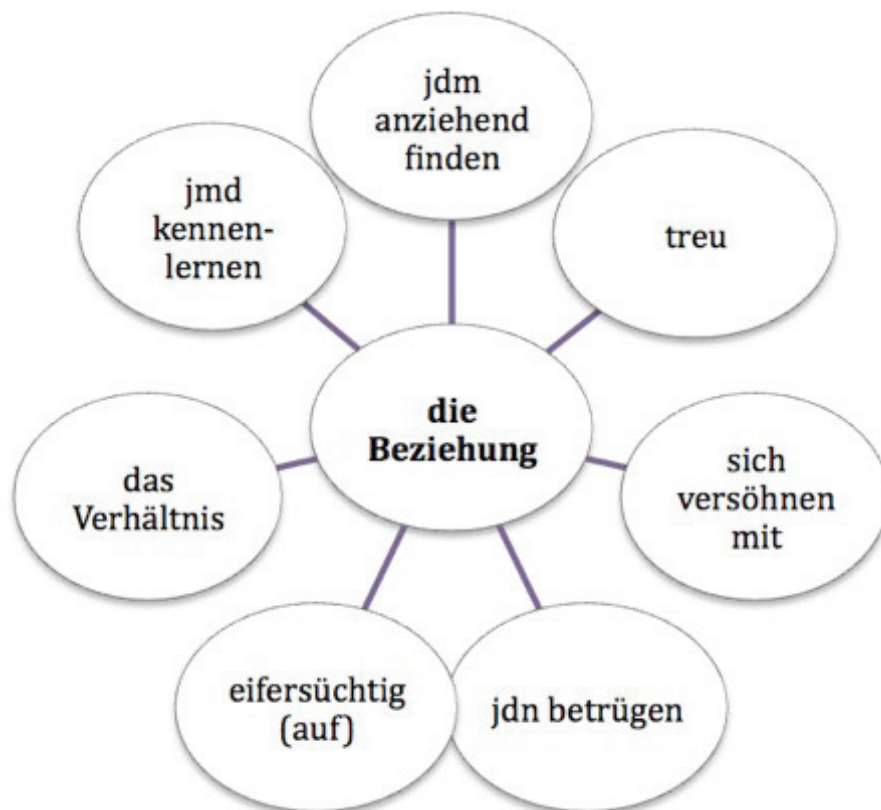 jdm
anziehend
finden
jmd
kennen-
lernen
treu
die
Beziehung
das
Verhältnis
sich
versöhnen
mit
eifersüchtig
(auf)
jdn betrügen